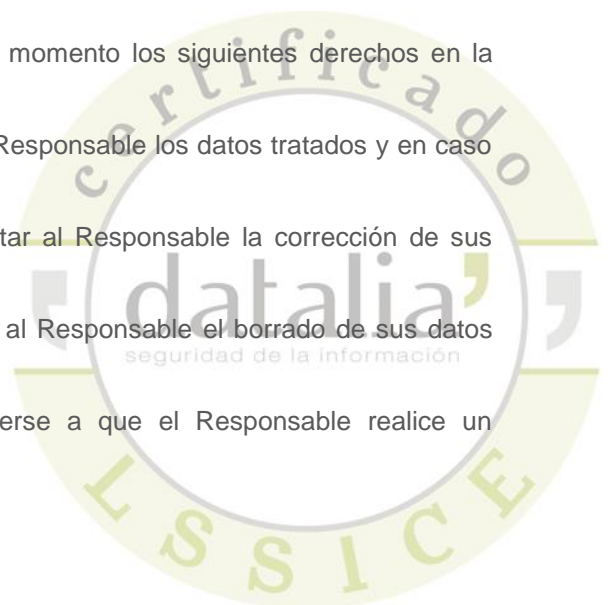 momento los siguientes derechos en la
certificado
Responsable los datos tratados y en caso
tar al Responsable la corrección de sus
datalia
al Responsable el borrado de sus datos
seguridad de la información
erse a que el Responsable realice un
LSSICE